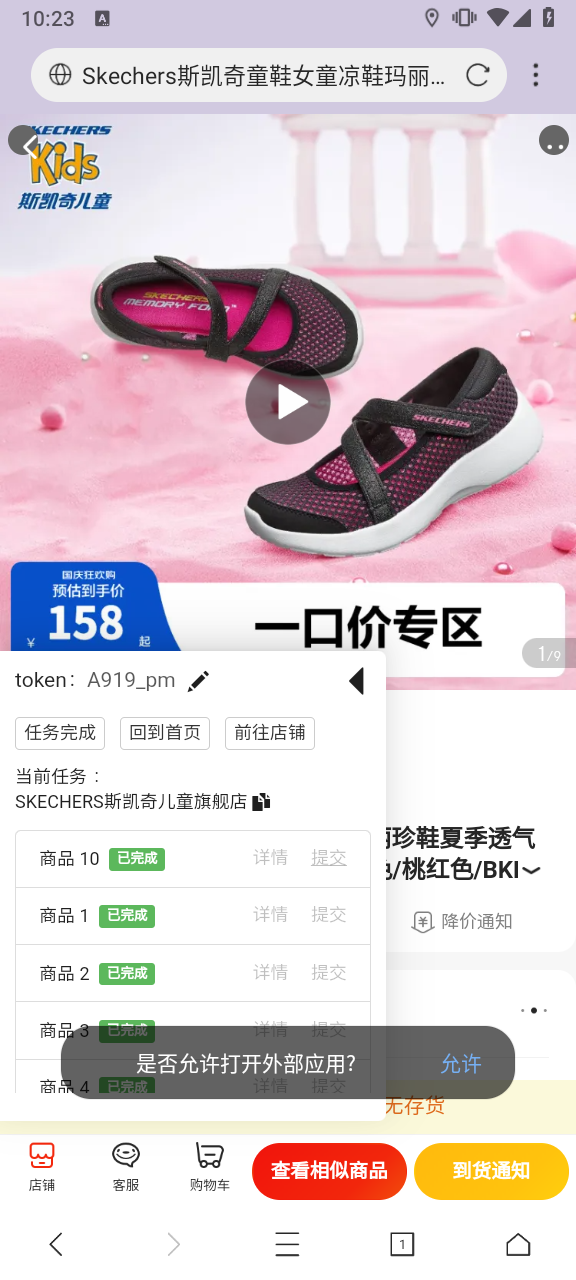 10:23
A
Skechers斯凯奇童鞋女童凉鞋玛丽...
SKECHERS
Kids
斯凯奇儿童
SKECHERS
MEMORY FOAM™
SKECHERS
国庆狂欢购
预估到手价
¥ 158 起
一口价专区
1/9
token: A919_pm
任务完成 回到首页 前往店铺
当前任务：
SKECHERS斯凯奇儿童旗舰店
珍鞋夏季透气
/桃红色/BKI
降价通知
商品 10 已完成 详情 提交
商品 1 已完成 详情 提交
商品 2 已完成 详情 提交
商品 3 已完成 详情 提交
是否允许打开外部应用? 允许
商品 4 已完成 详情 提交
无存货
店铺 客服 购物车 查看相似商品 到货通知
1